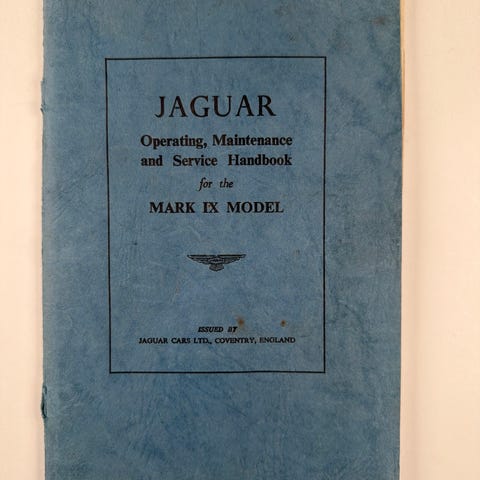 JAGUAR
Operating, Maintenance
and Service Handbook
for the
MARK IX MODEL
ISSUED BY
JAGUAR CARS LTD., COVENTRY, ENGLAND